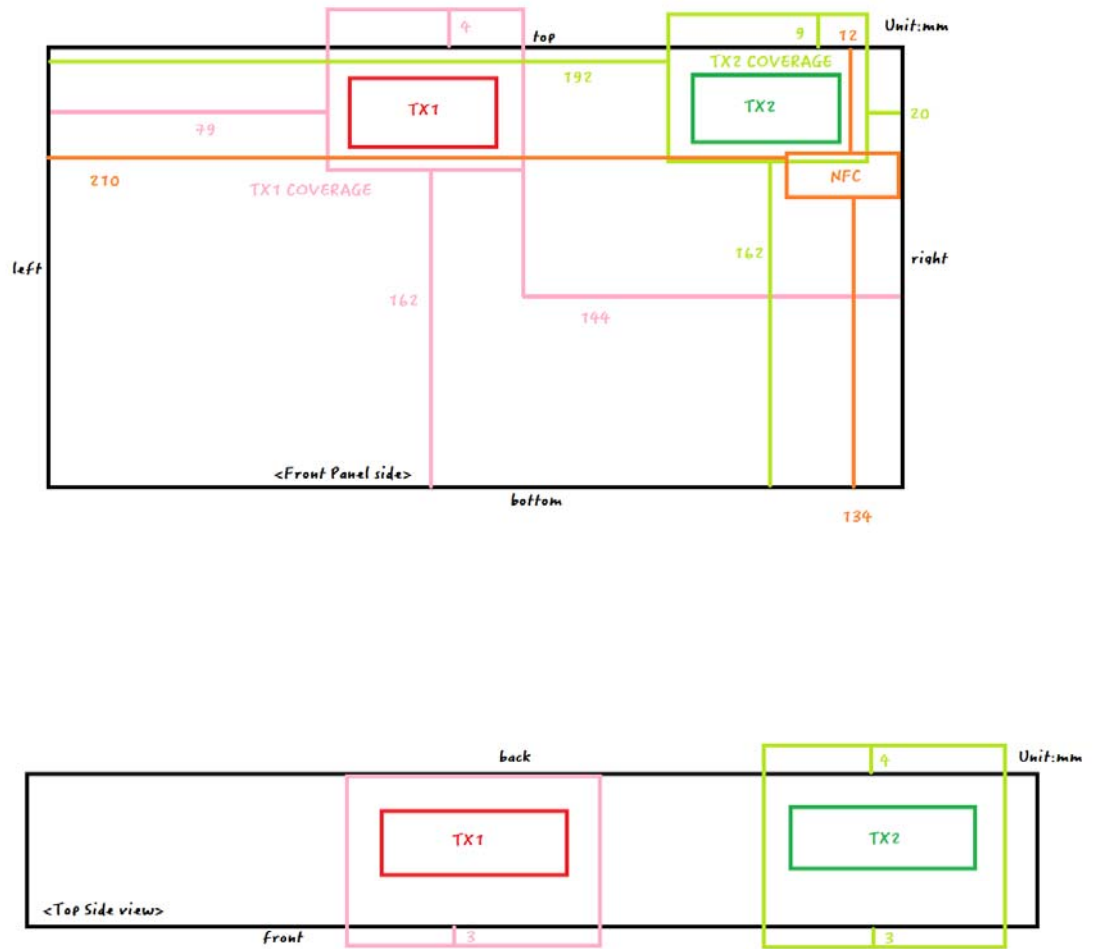 4
top
9
Unit:mm
12
TX2 COVERAGE
192
TX1
TX2
20
79
210
TX1 COVERAGE
NFC
left
162
right
162
144
<Front Panel side>
bottom
134
back
4
Unit:mm
TX1
TX2
<Top Side view>
front
3
3